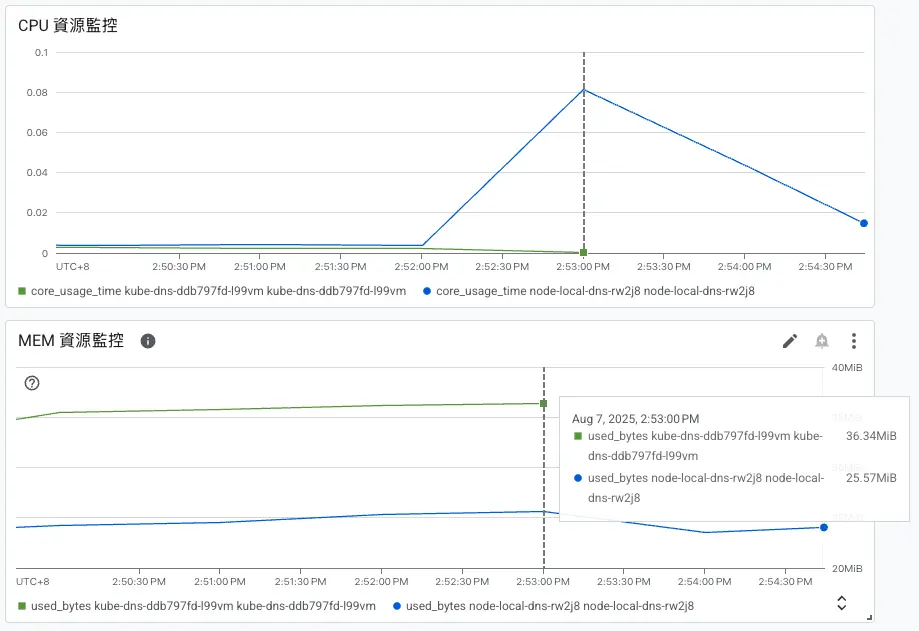 CPU 資源監控
0.1
0.08
0.06
0.04
0.02
0
UTC+8 2:50:30 PM 2:51:00 PM 2:51:30 PM 2:52:00 PM 2:52:30 PM 2:53:00 PM 2:53:30 PM 2:54:00 PM 2:54:30 PM
core_usage_time kube-dns-ddb797fd-l99vm kube-dns-ddb797fd-l99vm core_usage_time node-local-dns-rw2j8 node-local-dns-rw2j8
MEM 資源監控
40MiB
Aug 7, 2025, 2:53:00 PM
used_bytes kube-dns-ddb797fd-l99vm kube- 36.34MiB
dns-ddb797fd-l99vm
used_bytes node-local-dns-rw2j8 node-local- 25.57MiB
dns-rw2j8
20MiB
UTC+8 2:50:30 PM 2:51:00 PM 2:51:30 PM 2:52:00 PM 2:52:30 PM 2:53:00 PM 2:53:30 PM 2:54:00 PM 2:54:30 PM
used_bytes kube-dns-ddb797fd-l99vm kube-dns-ddb797fd-l99vm used_bytes node-local-dns-rw2j8 node-local-dns-rw2j8